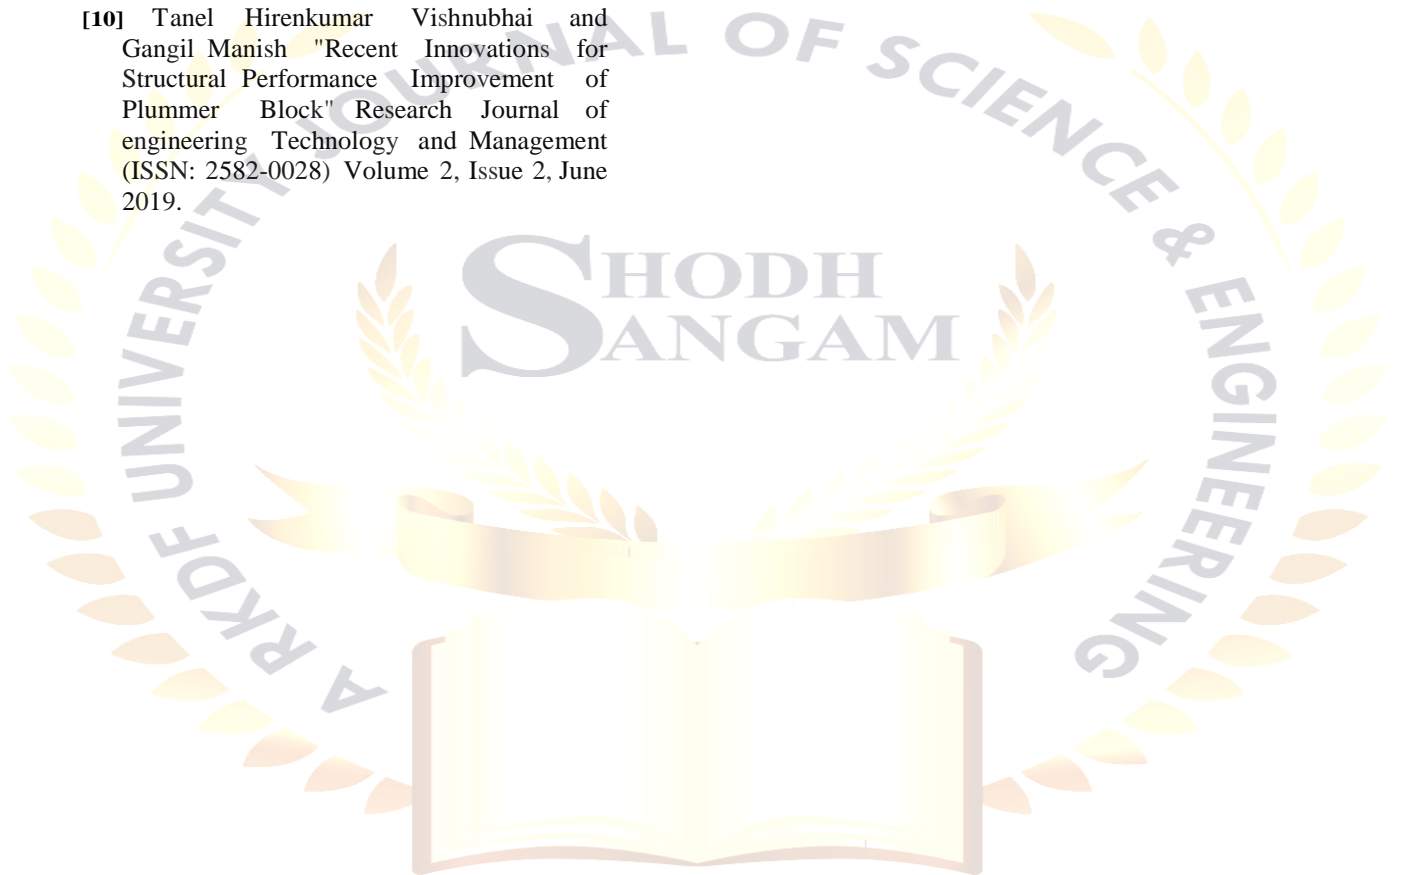 [10] Tanel Hirenkumar Vishnubhai and
Gangil Manish "Recent Innovations for
Structural Performance Improvement of
Plummer Block" Research Journal of
engineering Technology and Management
(ISSN: 2582-0028) Volume 2, Issue 2, June
2019.
A RKDF UNIVERSITY JOURNAL OF SCIENCE & ENGINEERING
SHODH
SANGAM